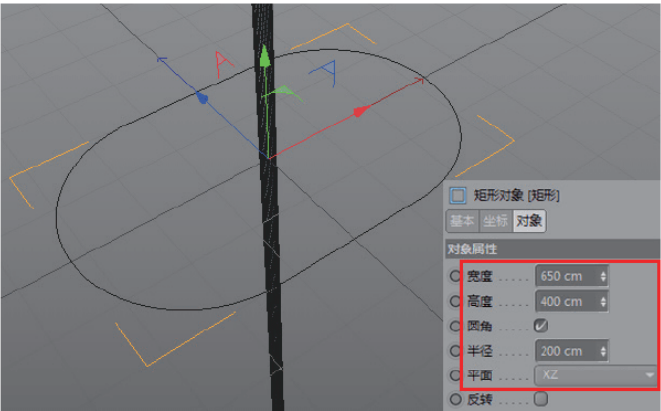 矩形对象 [矩形]
基本 坐标 对象
对象属性
宽度 ..... 650 cm
高度 ..... 400 cm
圆角 .....
半径 ..... 200 cm
平面 ..... XZ
反转 .....